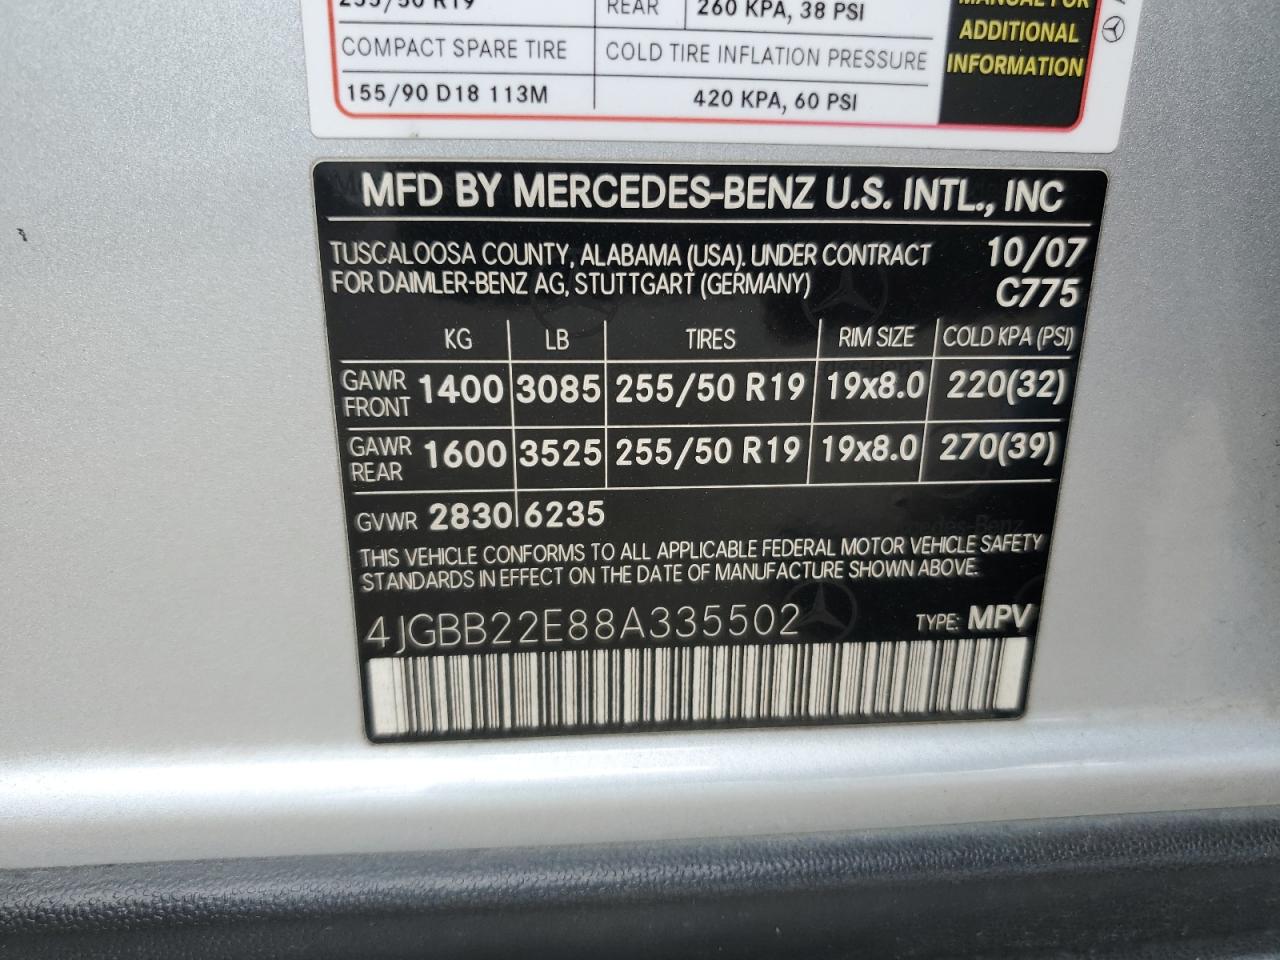 255/50 R19 REAR 260 KPA, 38 PSI
MANUAL FOR
ADDITIONAL
INFORMATION
COMPACT SPARE TIRE COLD TIRE INFLATION PRESSURE
155/90 D18 113M 420 KPA, 60 PSI
MFD BY MERCEDES-BENZ U.S. INTL., INC
TUSCALOOSA COUNTY, ALABAMA (USA). UNDER CONTRACT 10/07
FOR DAIMLER-BENZ AG, STUTTGART (GERMANY) C775
KG LB TIRES RIM SIZE COLD KPA (PSI)
GAWR FRONT 1400 3085 255/50 R19 19x8.0 220(32)
GAWR REAR 1600 3525 255/50 R19 19x8.0 270(39)
GVWR 2830 6235
THIS VEHICLE CONFORMS TO ALL APPLICABLE FEDERAL MOTOR VEHICLE SAFETY
STANDARDS IN EFFECT ON THE DATE OF MANUFACTURE SHOWN ABOVE.
4JGBB22E88A335502 TYPE: MPV